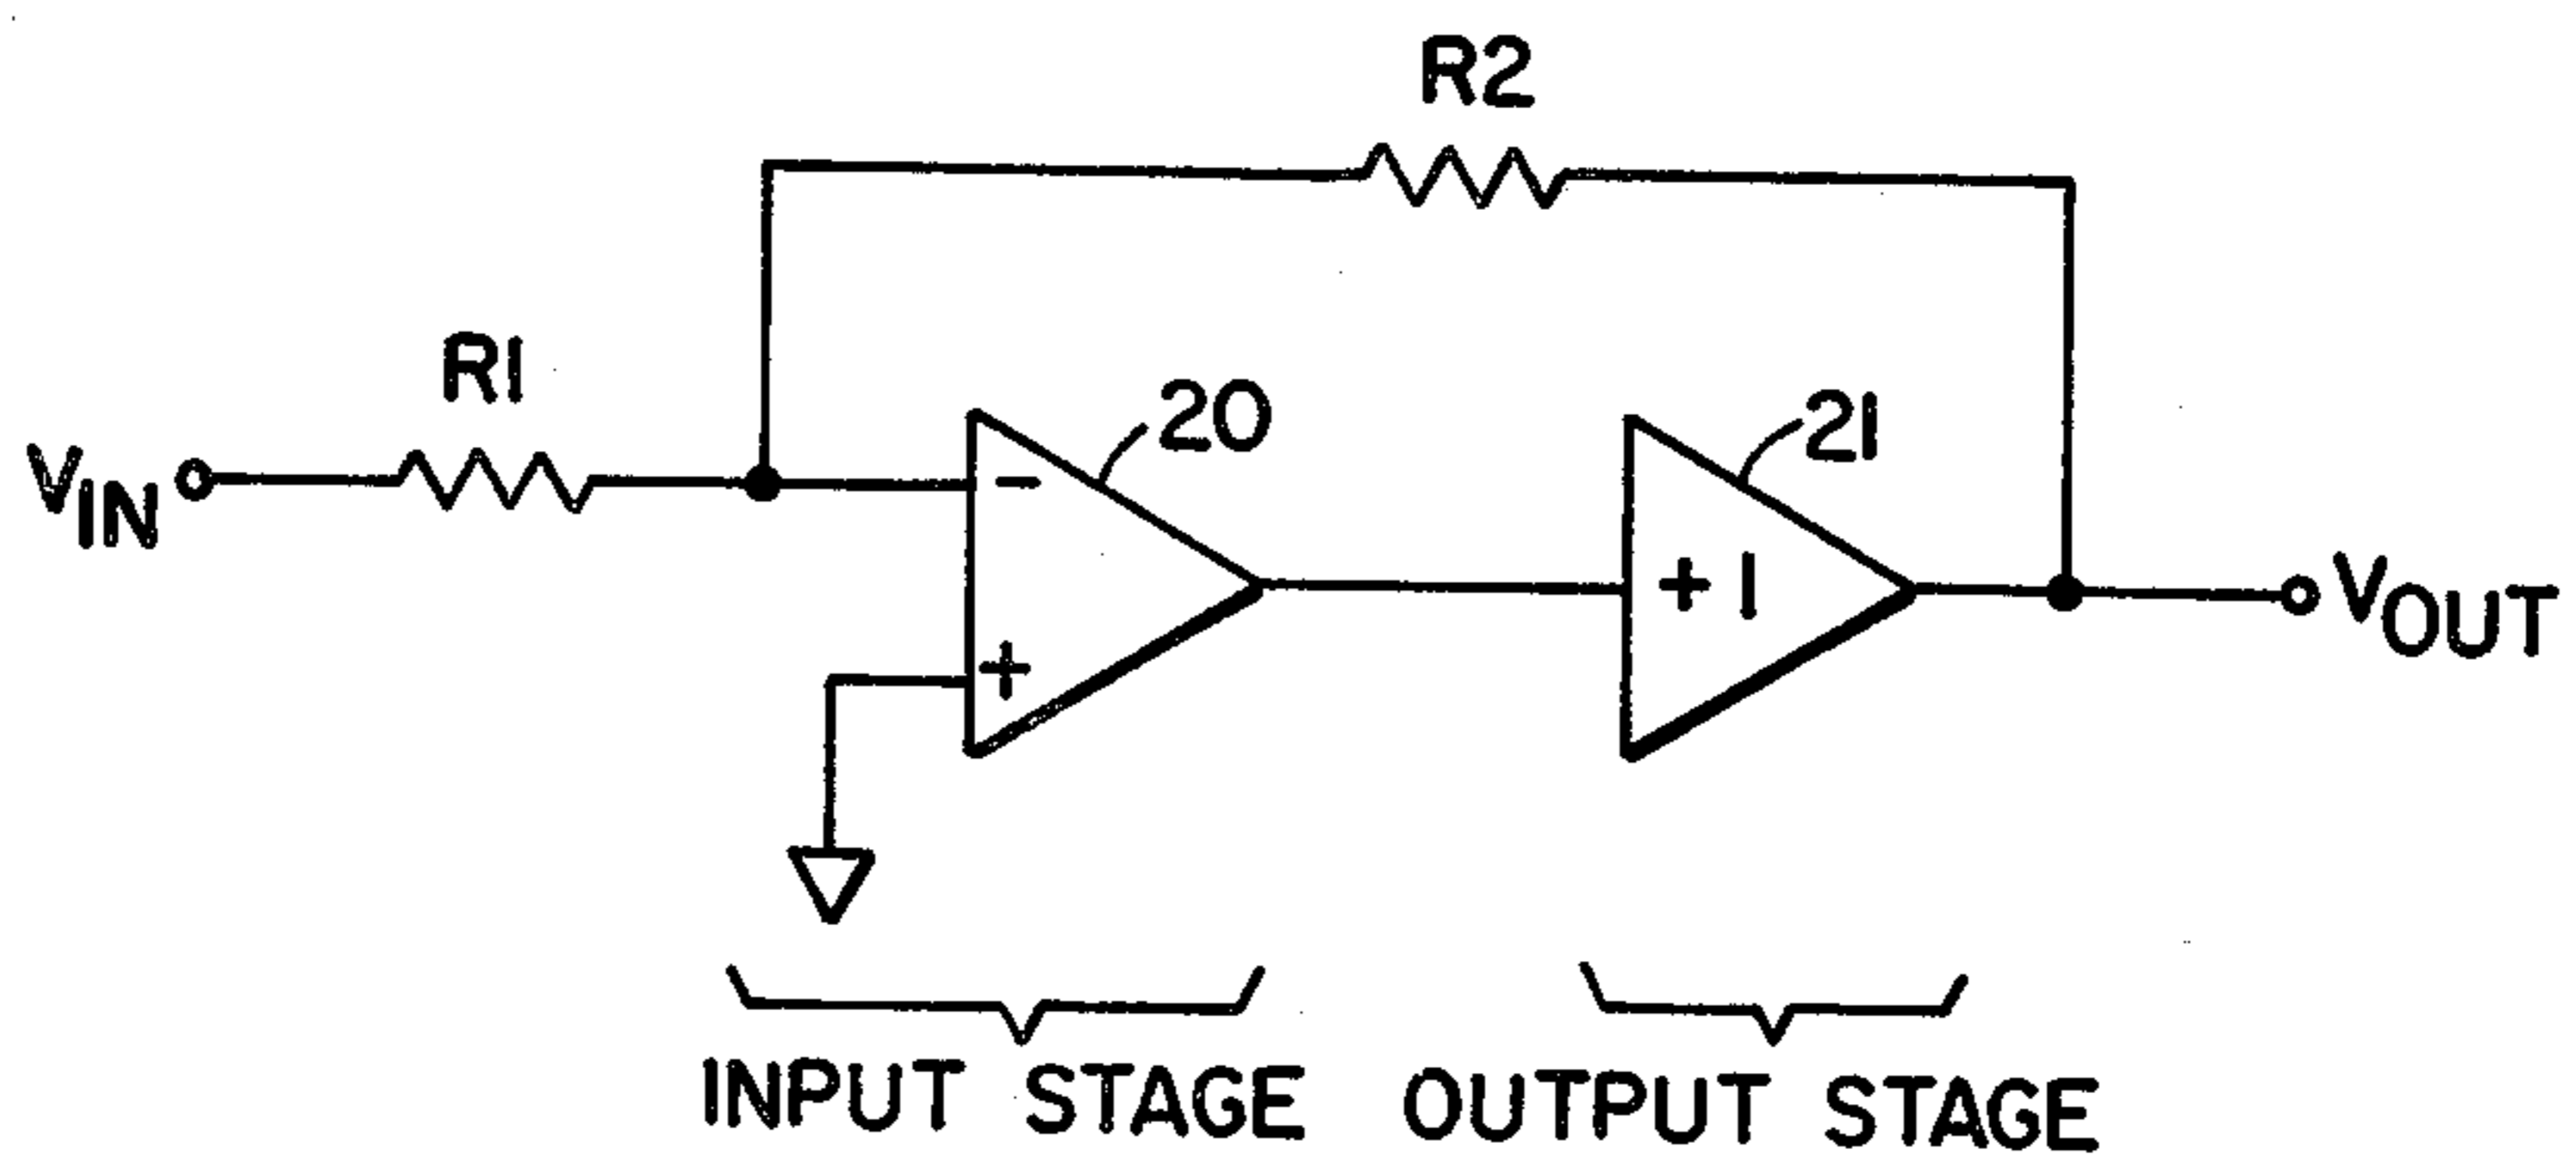 R2
R1
20
21
VIN
-
+ 1
VOUT
+
INPUT STAGE
OUTPUT STAGE